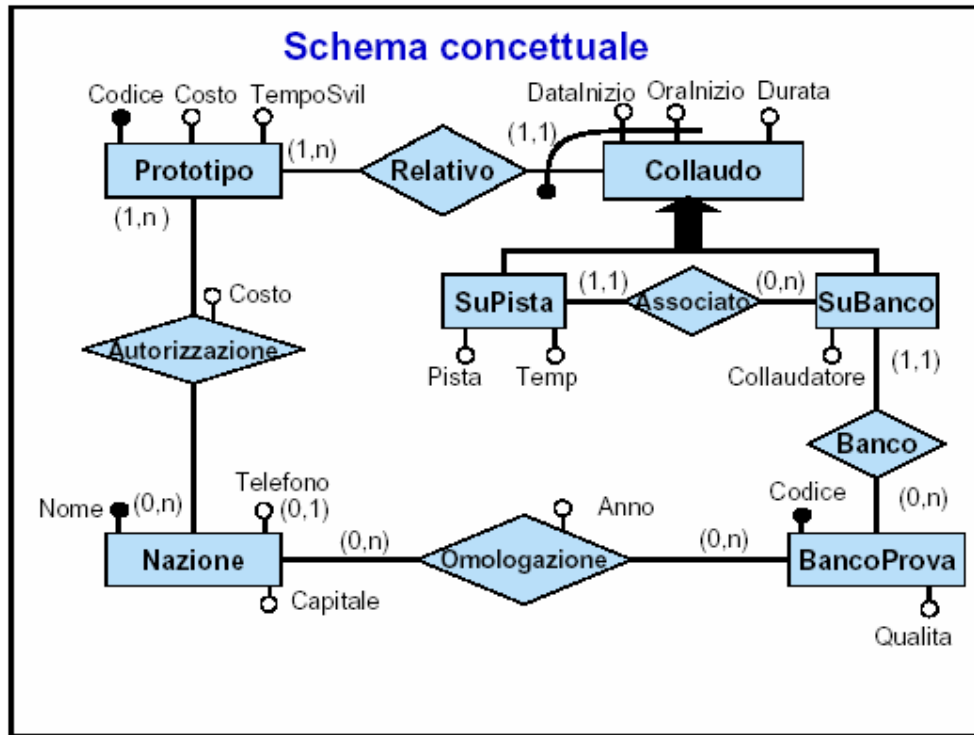 Schema concettuale
Codice Costo TempoSvil
DataInizio OraInizio Durata
(1,n) (1,1)
Prototipo Relativo Collaudo
(1,n )
Costo
(1,1) (0,n)
SuPista Associato SuBanco
Autorizzazione
Pista Temp Collaudatore
(1,1)
Banco
Nome (0,n) Telefono
(0,1)
Codice (0,n)
Anno
(0,n) (0,n)
Nazione Omologazione BancoProva
Capitale
Qualita